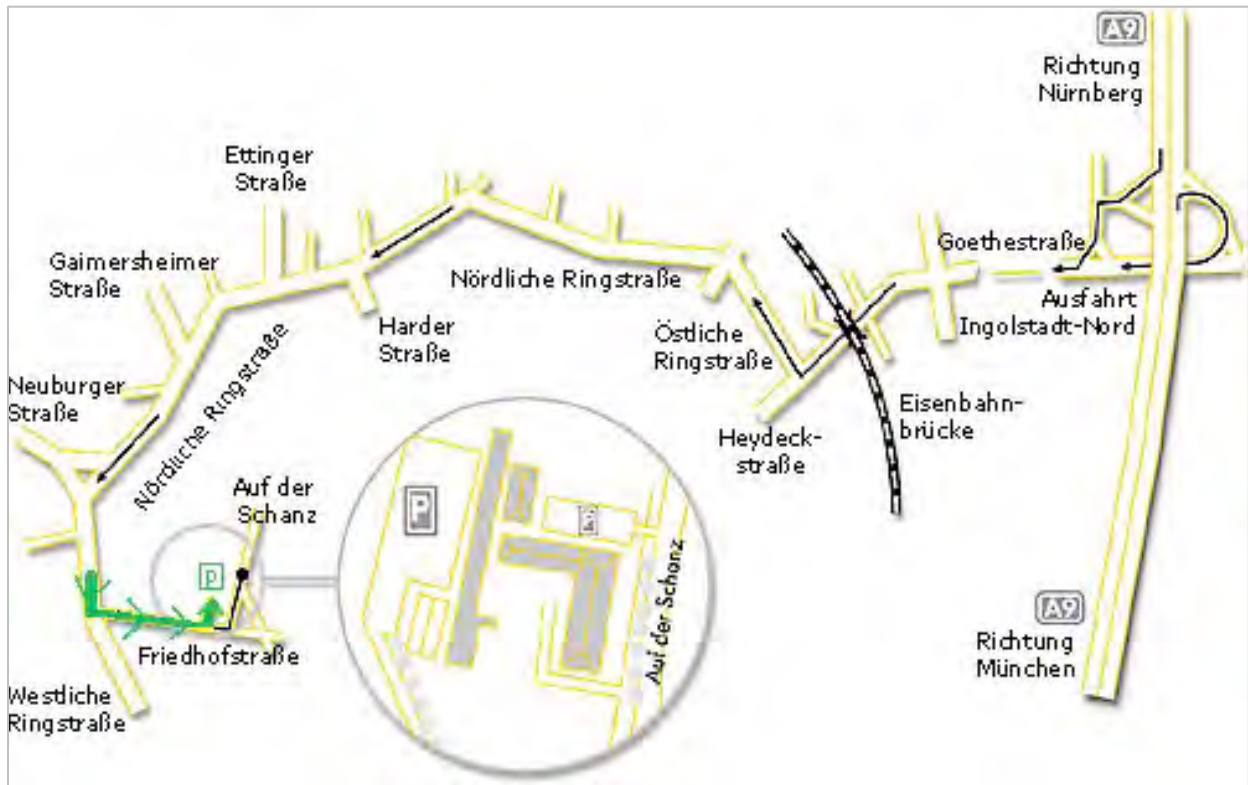 A9
Richtung
Nürnberg
Ettinger
Straße
Goethestraße
Gaimersheimer
Straße
Nördliche Ringstraße
Ausfahrt
Ingolstadt-Nord
Harder
Straße
Östliche
Ringstraße
Neuburger
Straße
Nördliche Ringstraße
Eisenbahn-
brücke
Heydeck-
straße
Auf der
Schanz
P
P
Auf der Schanz
A9
Richtung
München
Friedhofstraße
Westliche
Ringstraße